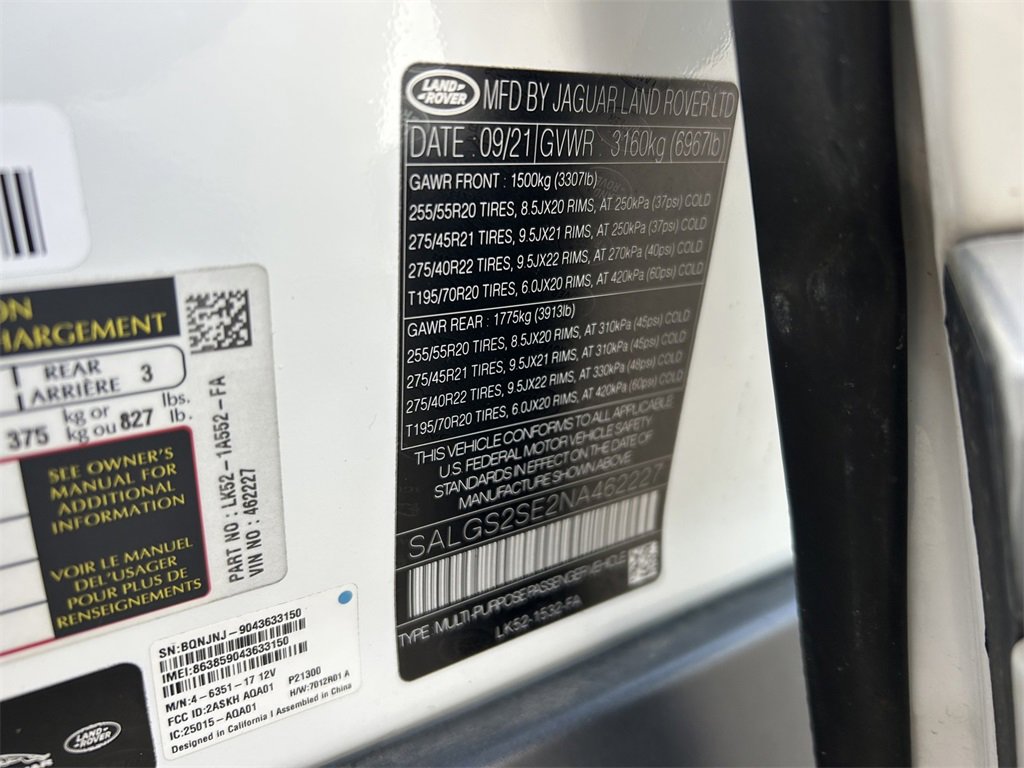 LAND
ROVER
MFD BY JAGUAR LAND ROVER LTD
DATE 09/21 GVWR 3160kg (6967lb)
GAWR FRONT : 1500kg (3307lb)
255/55R20 TIRES, 8.5JX20 RIMS, AT 250kPa (37psi) COLD
275/45R21 TIRES, 9.5JX21 RIMS, AT 250kPa (37psi) COLD
275/40R22 TIRES, 9.5JX22 RIMS, AT 270kPa (40psi) COLD
T195/70R20 TIRES, 6.0JX20 RIMS, AT 420kPa (60psi) COLD
GAWR REAR : 1775kg (3913lb)
255/55R20 TIRES, 8.5JX20 RIMS, AT 310kPa (45psi) COLD
275/45R21 TIRES, 9.5JX21 RIMS, AT 310kPa (45psi) COLD
275/40R22 TIRES, 9.5JX22 RIMS, AT 330kPa (48psi) COLD
T195/70R20 TIRES, 6.0JX20 RIMS, AT 420kPa (60psi) COLD
THIS VEHICLE CONFORMS TO ALL APPLICABLE
U.S. FEDERAL MOTOR VEHICLE SAFETY
STANDARDS IN EFFECT ON THE DATE OF
MANUFACTURE SHOWN ABOVE
SALGS2SE2NA462227
TYPE: MULTI-PURPOSE PASSENGER VEHICLE
LK52-1532-FA
ON
HARGEMENT
REAR
ARRIÈRE 3
375 kg or
kg ou 827 lbs.
lb.
SEE OWNER'S
MANUAL FOR
ADDITIONAL
INFORMATION
VOIR LE MANUEL
DEL'USAGER
POUR PLUS DE
RENSEIGNEMENTS
PART NO : LK52-1A552-FA
VIN NO : 462227
SN:BQNJNJ-9043633150
IMEI:863859043633150
M/N:4-6351-17 12V P21300
FCC ID:2ASKH AQA01 H/W:7012R01 A
IC:25015-AQA01
Designed in California I Assembled in China
LAND
ROVER